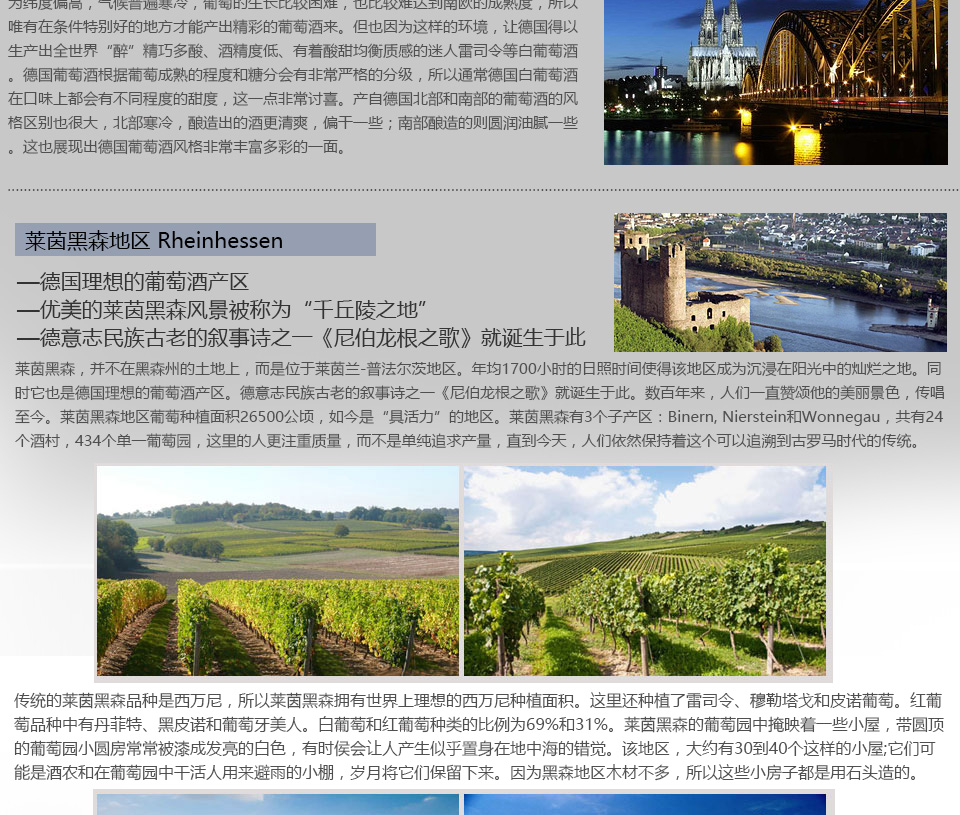 为纬度偏高，气候普遍寒冷，葡萄的生长比较困难，也比较难达到南欧的成熟度，所以
唯有在条件特别好的地方才能产出精彩的葡萄酒来。但也因为这样的环境，让德国得以
生产出全世界“醉”精巧多酸、酒精度低、有着酸甜均衡质感的迷人雷司令等白葡萄酒
。德国葡萄酒根据葡萄成熟的程度和糖分会有非常严格的分级，所以通常德国白葡萄酒
在口味上都会有不同程度的甜度，这一点非常讨喜。产自德国北部和南部的葡萄酒的风
格区别也很大，北部寒冷，酿造出的酒更清爽，偏干一些；南部酿造的则圆润油腻一些
。这也展现出德国葡萄酒风格非常丰富多彩的一面。
莱茵黑森地区 Rheinhessen
—德国理想的葡萄酒产区
—优美的莱茵黑森风景被称为“千丘陵之地”
—德意志民族古老的叙事诗之一《尼伯龙根之歌》就诞生于此
莱茵黑森，并不在黑森州的土地上，而是位于莱茵兰-普法尔茨地区。年均1700小时的日照时间使得该地区成为沉浸在阳光中的灿烂之地。同
时它也是德国理想的葡萄酒产区。德意志民族古老的叙事诗之一《尼伯龙根之歌》就诞生于此。数百年来，人们一直赞颂他的美丽景色，传唱
至今。莱茵黑森地区葡萄种植面积26500公顷，如今是“具活力”的地区。莱茵黑森有3个子产区：Binern, Nierstein和Wonnegau，共有24
个酒村，434个单一葡萄园，这里的人更注重质量，而不是单纯追求产量，直到今天，人们依然保持着这个可以追溯到古罗马时代的传统。
传统的莱茵黑森品种是西万尼，所以莱茵黑森拥有世界上理想的西万尼种植面积。这里还种植了雷司令、穆勒塔戈和皮诺葡萄。红葡
萄品种中有丹菲特、黑皮诺和葡萄牙美人。白葡萄和红葡萄种类的比例为69%和31%。莱茵黑森的葡萄园中掩映着一些小屋，带圆顶
的葡萄园小圆房常常被漆成发亮的白色，有时侯会让人产生似乎置身在地中海的错觉。该地区，大约有30到40个这样的小屋;它们可
能是酒农和在葡萄园中干活人用来避雨的小棚，岁月将它们保留下来。因为黑森地区木材不多，所以这些小房子都是用石头造的。